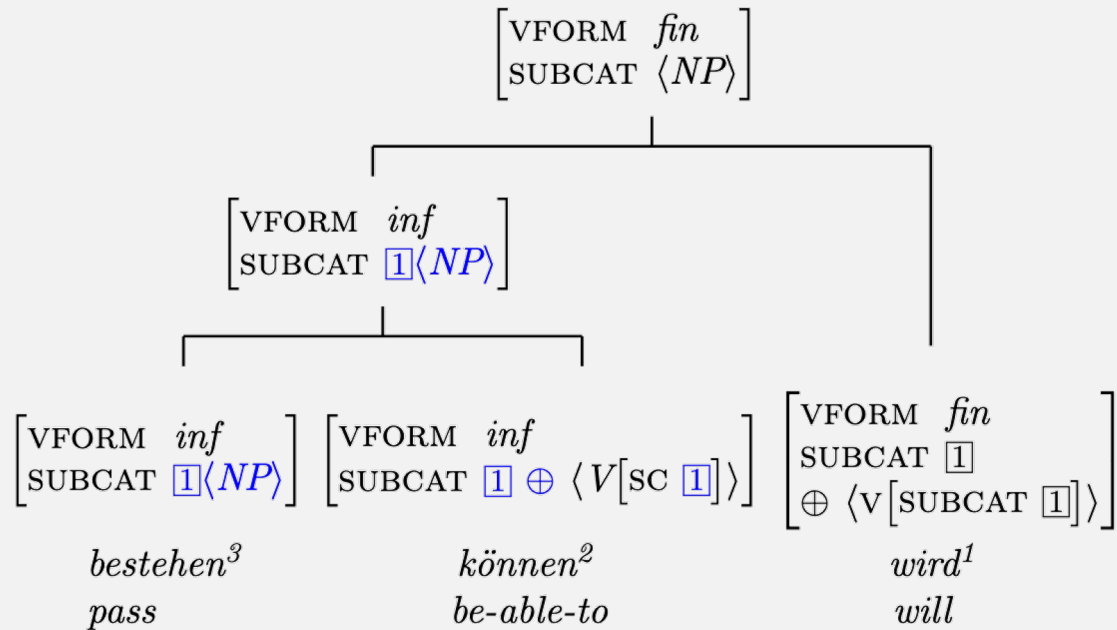 VFORM fin
SUBCAT ⟨NP⟩
VFORM inf
SUBCAT 1⟨NP⟩
VFORM inf
SUBCAT 1⟨NP⟩
VFORM inf
SUBCAT 1 ⊕ ⟨V[SC 1]⟩
VFORM fin
SUBCAT 1
⊕ ⟨V[SUBCAT 1]⟩
bestehen³ können² wird¹
pass be-able-to will